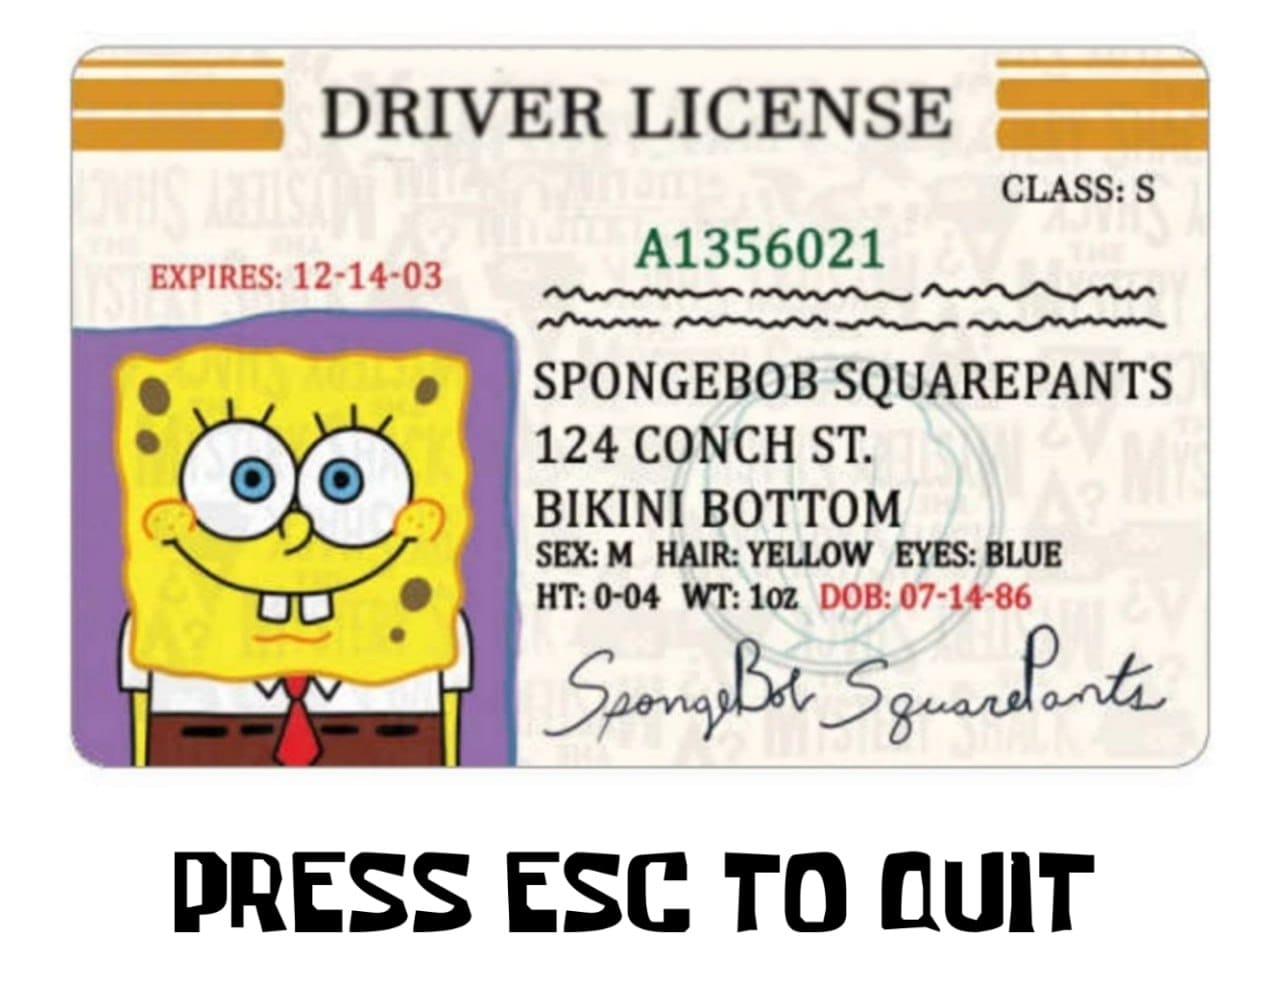 DRIVER LICENSE
CLASS: S
A1356021
EXPIRES: 12-14-03
SPONGEBOB SQUAREPANTS
124 CONCH ST.
BIKINI BOTTOM
SEX: M HAIR: YELLOW EYES: BLUE
HT: 0-04 WT: 1oz DOB: 07-14-86
SpongeBob SquarePants
PRESS ESC TO QUIT